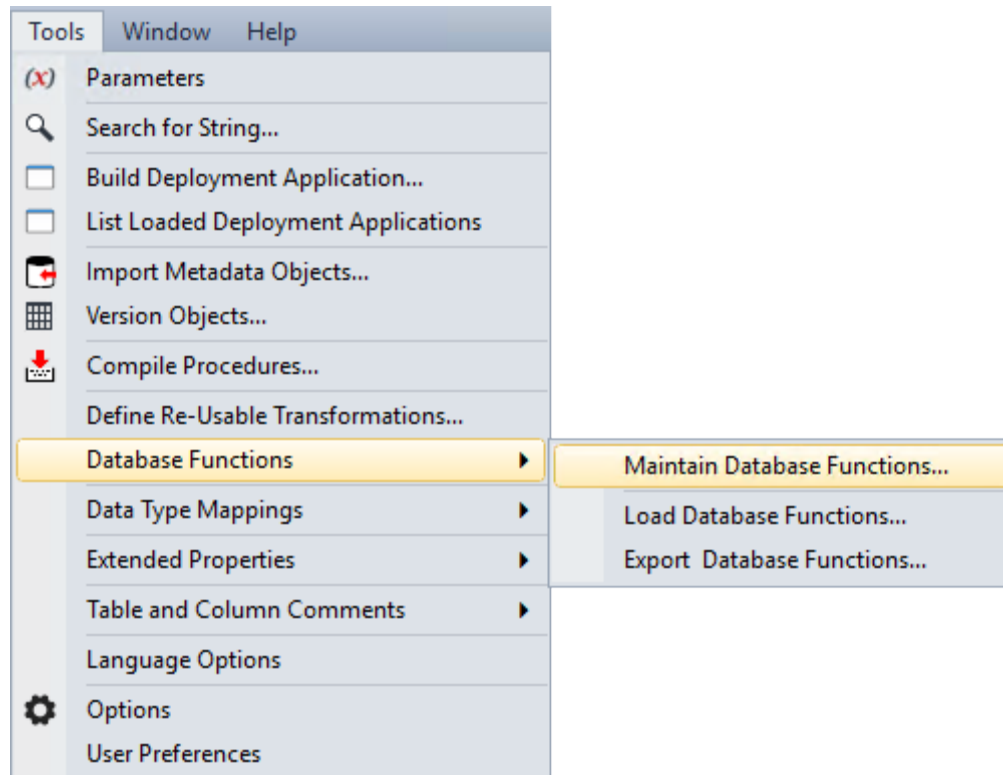 Tools Window Help
(x) Parameters
Search for String...
Build Deployment Application...
List Loaded Deployment Applications
Import Metadata Objects...
Version Objects...
Compile Procedures...
Define Re-Usable Transformations...
Database Functions
Maintain Database Functions...
Data Type Mappings
Load Database Functions...
Extended Properties
Export Database Functions...
Table and Column Comments
Language Options
Options
User Preferences